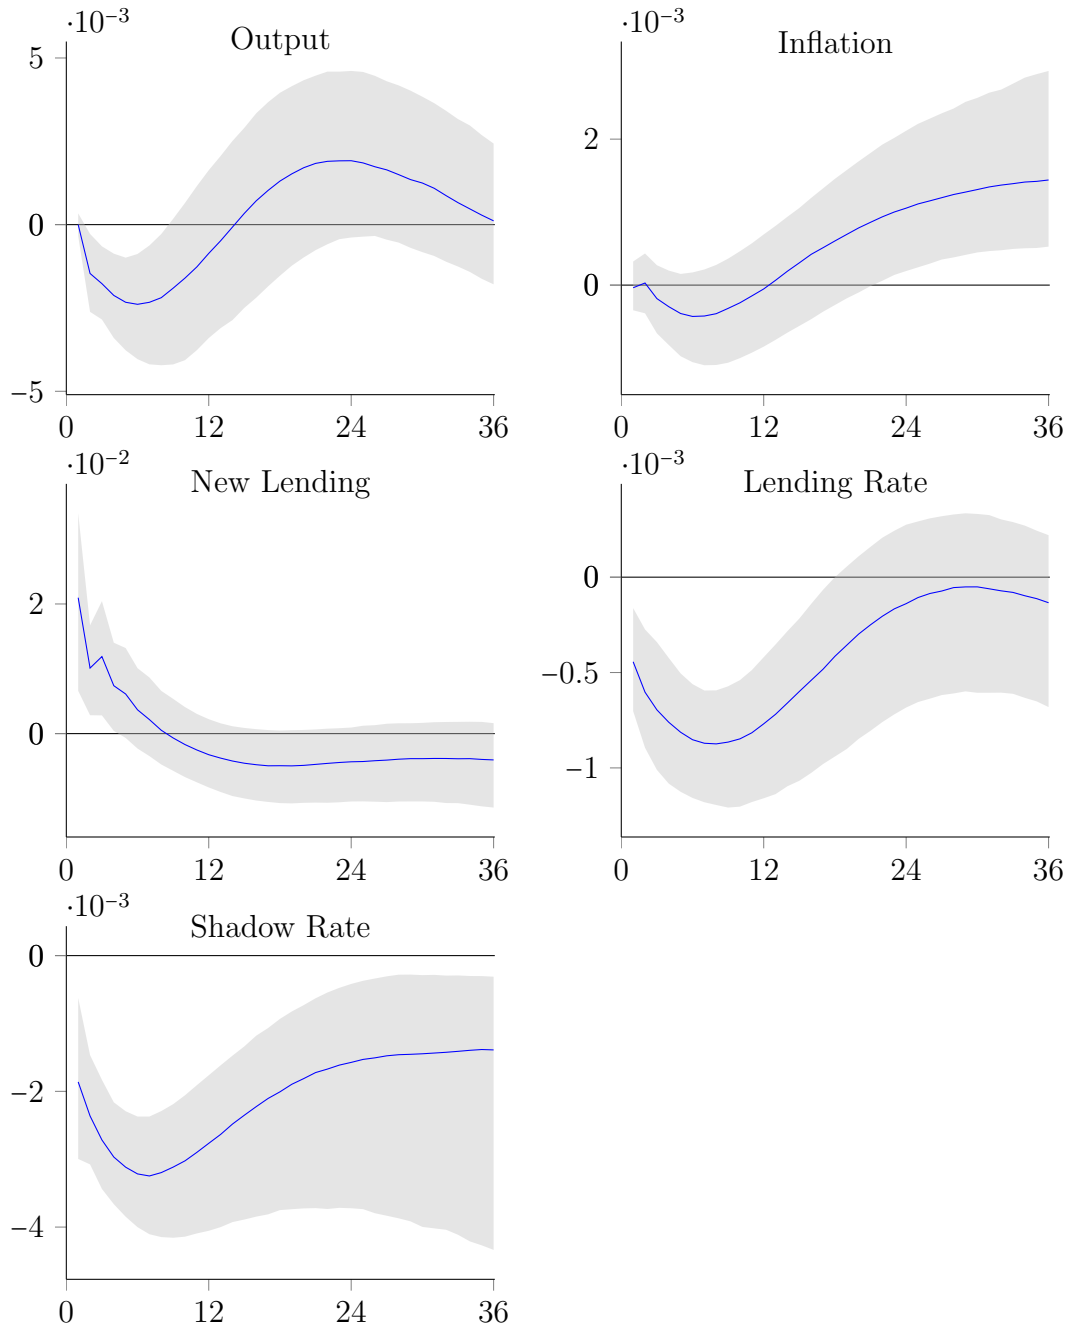 ·10⁻³
Output
5
0
−5
0 12 24 36
·10⁻³
Inflation
2
0
0 12 24 36
·10⁻²
New Lending
2
0
0 12 24 36
·10⁻³
Lending Rate
0
−0.5
−1
0 12 24 36
·10⁻³
Shadow Rate
0
−2
−4
0 12 24 36